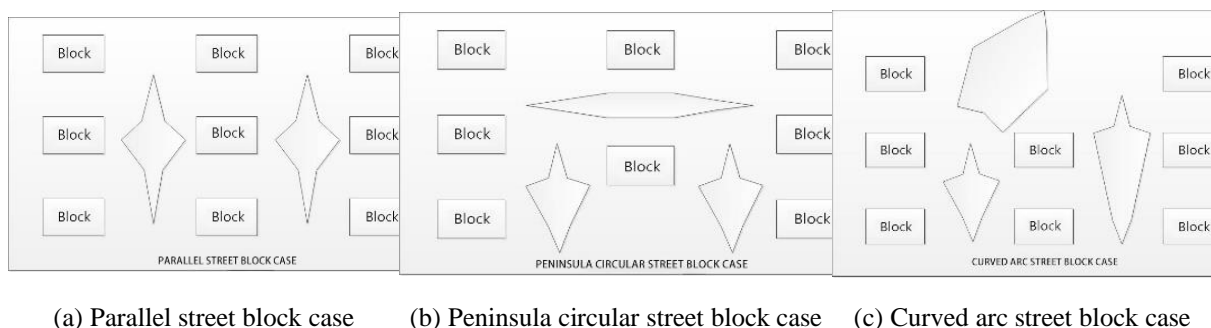 Block Block Block
Block Block Block
Block Block Block
PARALLEL STREET BLOCK CASE
Block Block Block
Block Block
Block
Block Block
PENINSULA CIRCULAR STREET BLOCK CASE
Block Block
Block Block Block
Block Block Block
CURVED ARC STREET BLOCK CASE
(a) Parallel street block case (b) Peninsula circular street block case (c) Curved arc street block case